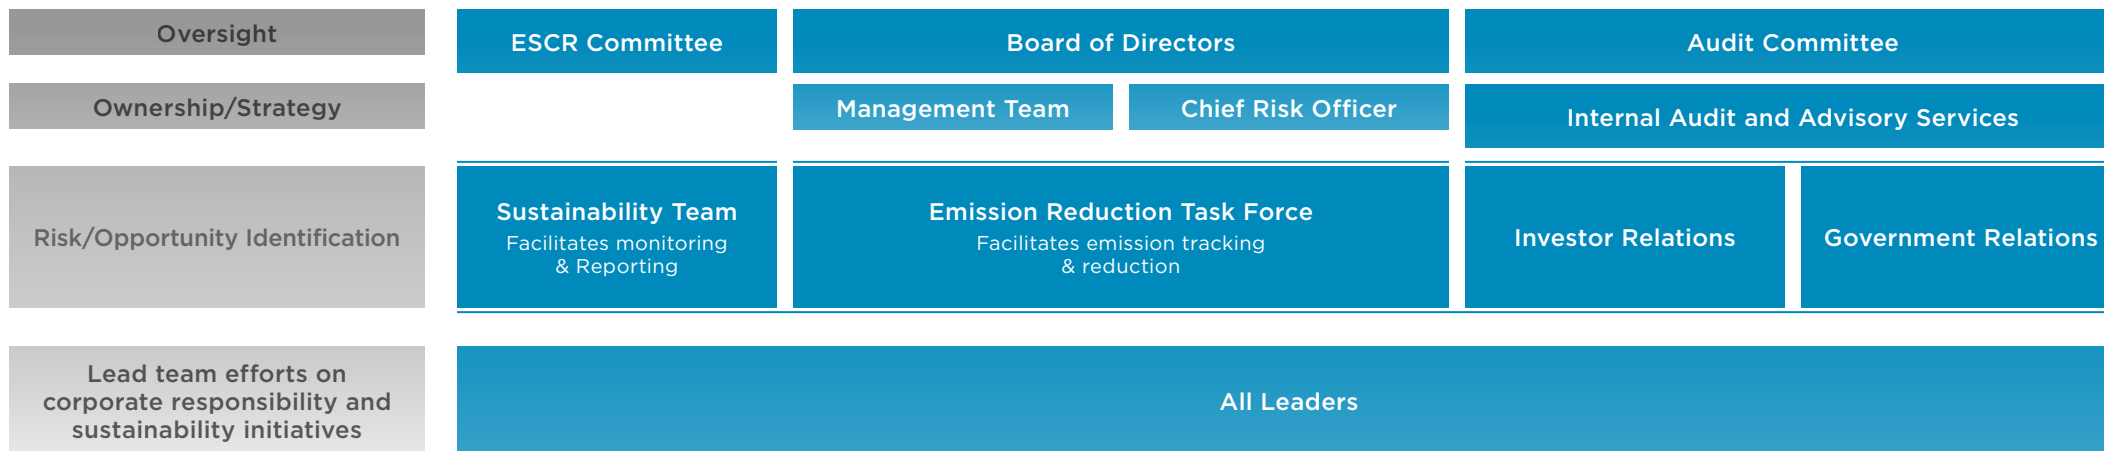 Oversight
ESCR Committee
Board of Directors
Audit Committee
Ownership/Strategy
Management Team
Chief Risk Officer
Internal Audit and Advisory Services
Risk/Opportunity Identification
Sustainability Team
Facilitates monitoring
& Reporting
Emission Reduction Task Force
Facilitates emission tracking
& reduction
Investor Relations
Government Relations
Lead team efforts on
corporate responsibility and
sustainability initiatives
All Leaders